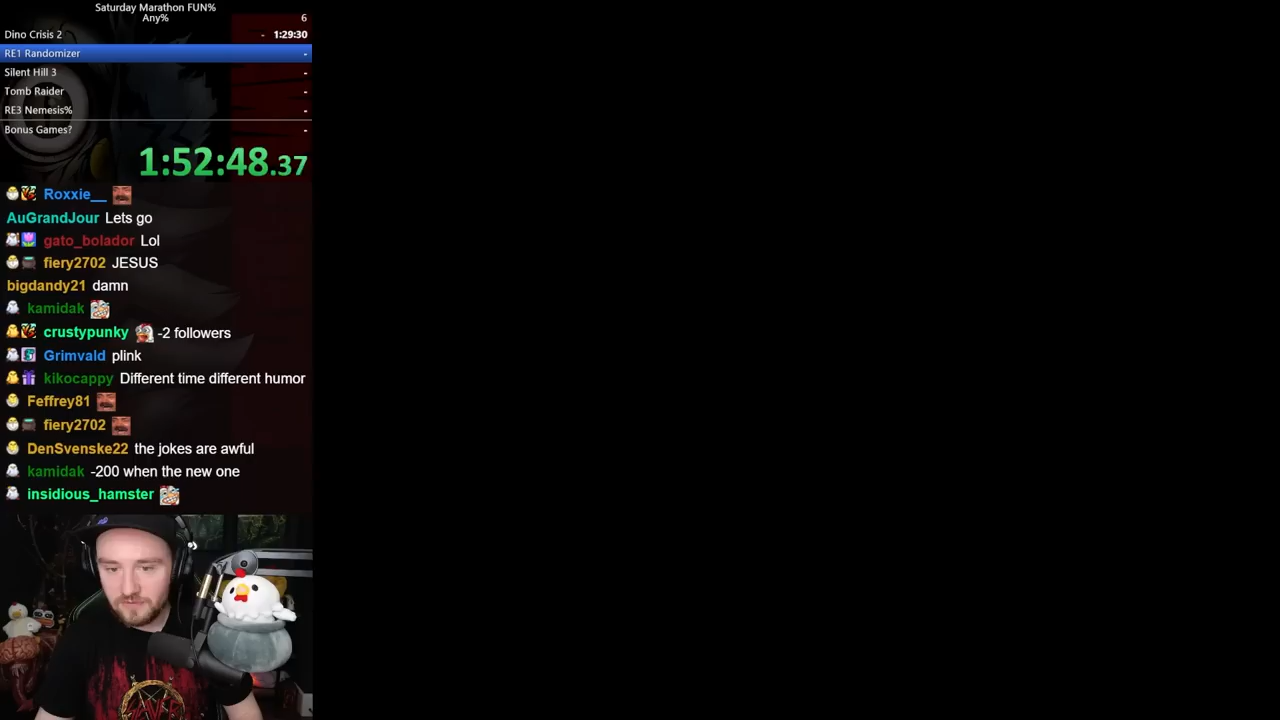 Saturday Marathon FUN%
Any% 6
Dino Crisis 2 - 1:29:30
RE1 Randomizer -
Silent Hill 3 -
Tomb Raider -
RE3 Nemesis% -
Bonus Games? -
1:52:48.37
Roxxie__
AuGrandJour Lets go
gato_bolador Lol
fiery2702 JESUS
bigdandy21 damn
kamidak
crustypunky -2 followers
Grimvald plink
kikocappy Different time different humor
Feffrey81
fiery2702
DenSvenske22 the jokes are awful
kamidak -200 when the new one
insidious_hamster